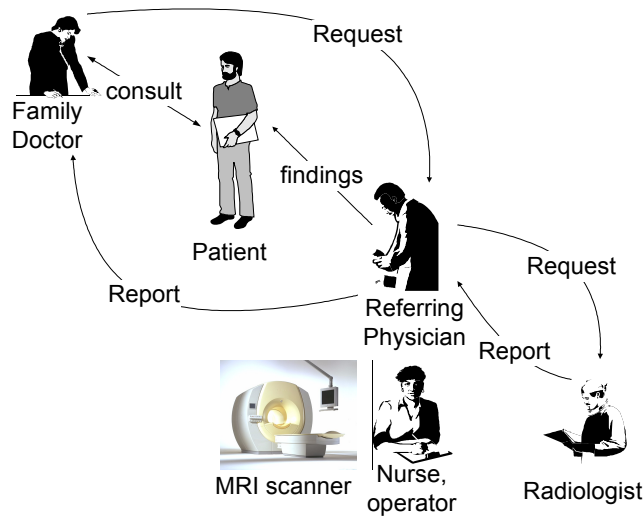 Request
consult
Family
Doctor
findings
Patient
Request
Report
Referring
Physician
Report
MRI scanner
Nurse,
operator
Radiologist